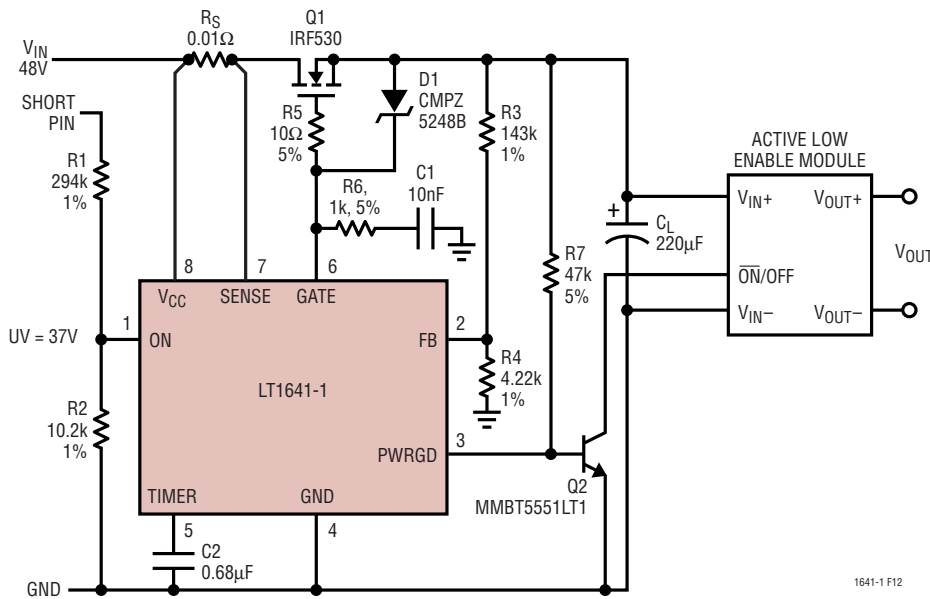 RS
0.01Ω
Q1
IRF530
VIN
48V
SHORT
PIN
D1
CMPZ
5248B
R5
10Ω
5%
R3
143k
1%
R1
294k
1%
R6,
1k, 5%
C1
10nF
ACTIVE LOW
ENABLE MODULE
VIN+
VOUT+
+
CL
220µF
VOUT
ON/OFF
VIN–
VOUT–
R7
47k
5%
8
7
6
VCC
SENSE
GATE
UV = 37V
1
ON
FB
2
LT1641-1
R4
4.22k
1%
R2
10.2k
1%
PWRGD
3
Q2
MMBT5551LT1
TIMER
GND
5
4
C2
0.68µF
GND
1641-1 F12